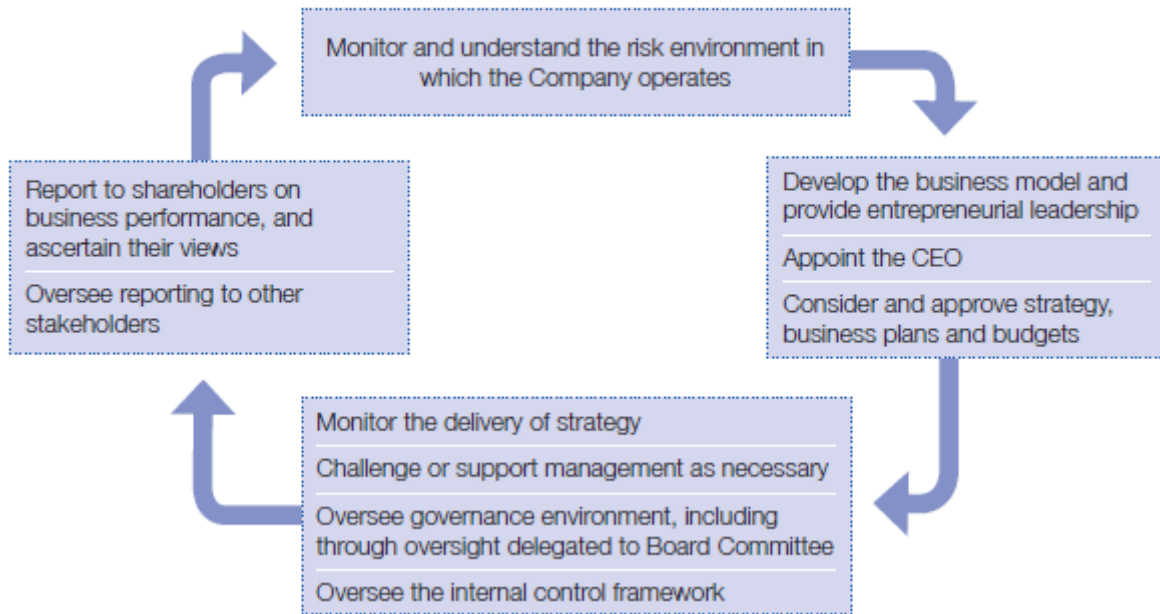 Monitor and understand the risk environment in
which the Company operates
Develop the business model and
provide entrepreneurial leadership
Appoint the CEO
Consider and approve strategy,
business plans and budgets
Monitor the delivery of strategy
Challenge or support management as necessary
Oversee governance environment, including
through oversight delegated to Board Committee
Oversee the internal control framework
Report to shareholders on
business performance, and
ascertain their views
Oversee reporting to other
stakeholders